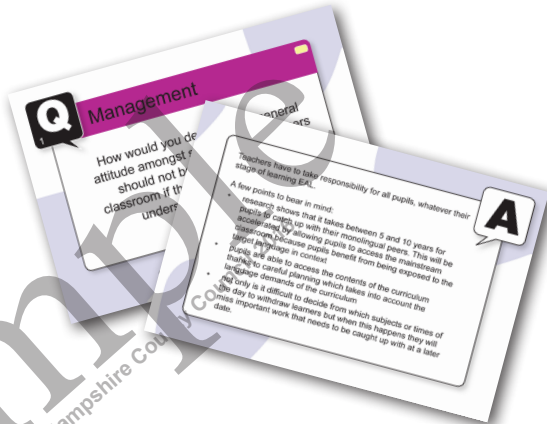 Q
1
Management
How would you de
eneral
attitude amongst
ers
should not b
classroom if th
unders
A
Teachers have to take responsibility for all pupils, whatever their
stage of learning EAL.
A few points to bear in mind:
• research shows that it takes between 5 and 10 years for
pupils to catch up with their monolingual peers. This will be
accelerated by allowing pupils to access the mainstream
classroom because pupils benefit from being exposed to the
target language in context
• pupils are able to access the contents of the curriculum
thanks to careful planning which takes into account the
language demands of the curriculum
• not only is it difficult to decide from which subjects or times of
the day to withdraw learners but when this happens they will
miss important work that needs to be caught up with at a later
date.
mple
ampshire County Coun